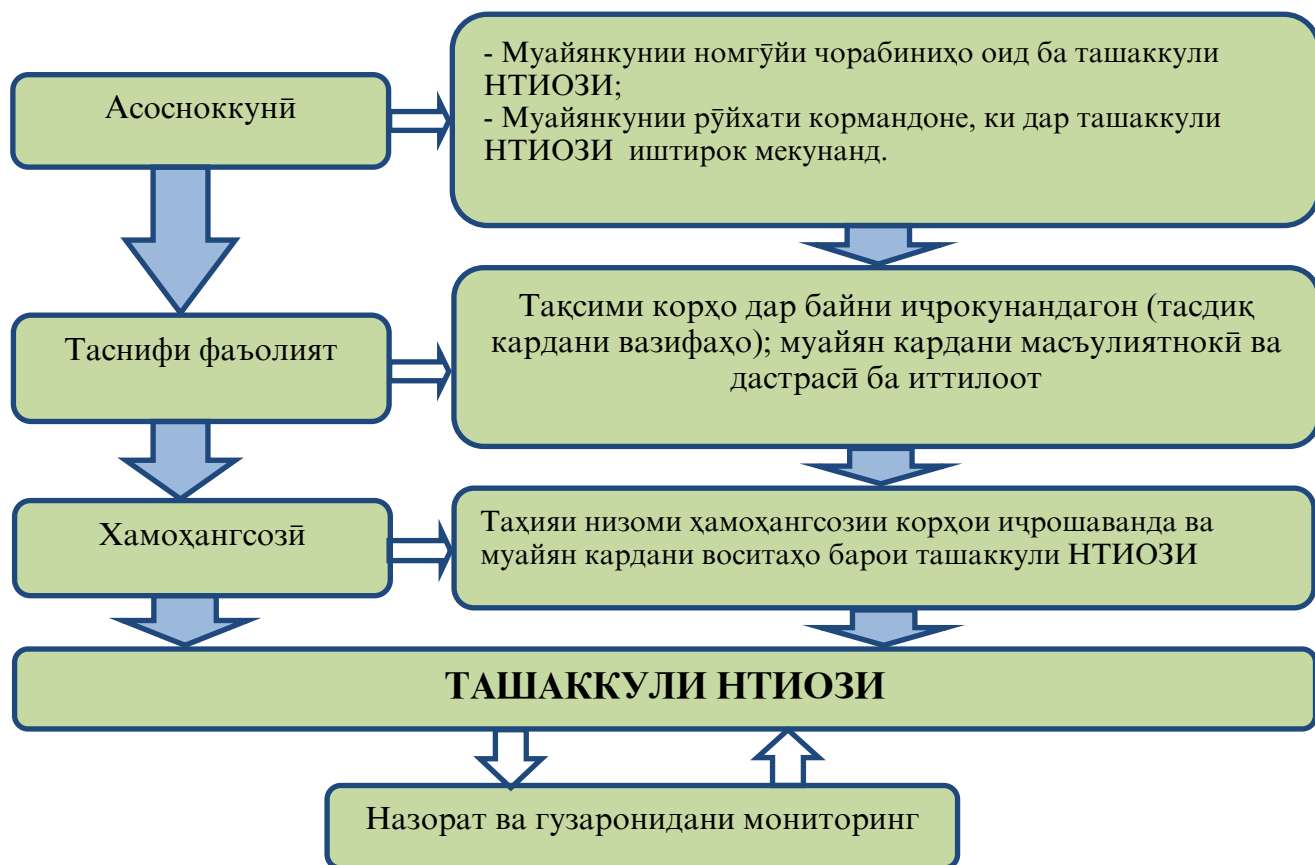 Асосноккунӣ
- Муайянкунии номгӯйи чорабиниҳо оид ба ташаккули
НТИОЗИ;
- Муайянкунии рӯйхати кормандоне, ки дар ташаккули
НТИОЗИ иштирок мекунанд.
Таснифи фаъолият
Тақсими корҳо дар байни иҷрокунандагон (тасдиқ
кардани вазифаҳо); муайян кардани масъулиятнокӣ ва
дастрасӣ ба иттилоот
Хамоҳангсозӣ
Таҳияи низоми ҳамоҳангсозии корҳои иҷрошаванда ва
муайян кардани воситаҳо барои ташаккули НТИОЗИ
ТАШАККУЛИ НТИОЗИ
Назорат ва гузаронидани мониторинг